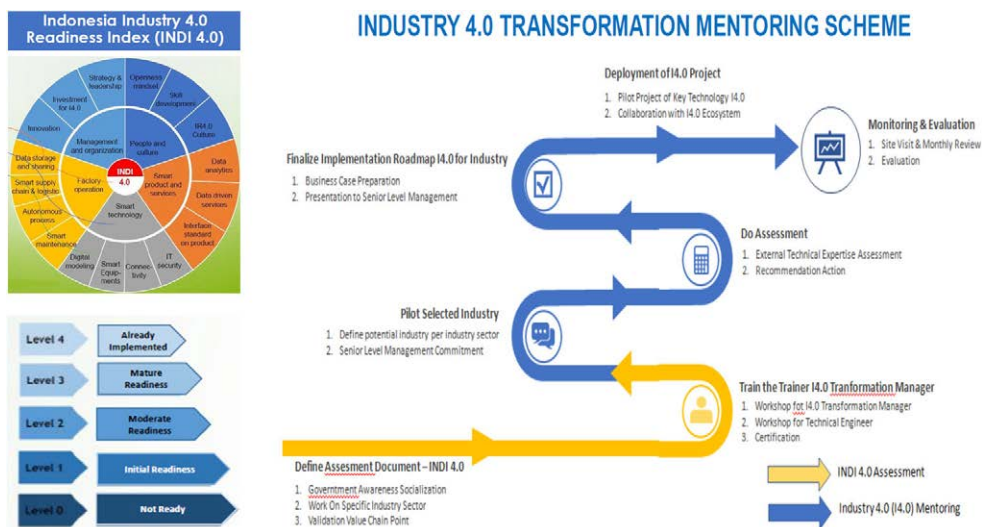 Indonesia Industry 4.0
Readiness Index (INDI 4.0)
Strategy &
leadership
Openness
mindset
Investment
for I4.0
Skill
development
Innovation
IR4.0
Culture
Management
and organization
People and
culture
Data storage
and sharing
Data
analytics
Smart supply
chain & logistic
Factory
operation
INDI
4.0
Smart
product and
services
Data driven
services
Autonomous
process
Smart
technology
Interface
standard
on product
Smart
maintenance
Digital
modeling
Smart
Equip-
ments
Connec-
tivity
IT
security
Level 4
Already
Implemented
Level 3
Mature
Readiness
Level 2
Moderate
Readiness
Level 1
Initial Readiness
Level 0
Not Ready
INDUSTRY 4.0 TRANSFORMATION MENTORING SCHEME
Deployment of I4.0 Project
1. Pilot Project of Key Technology I4.0
2. Collaboration with I4.0 Ecosystem
Monitoring & Evaluation
1. Site Visit & Monthly Review
2. Evaluation
Finalize Implementation Roadmap I4.0 for Industry
1. Business Case Preparation
2. Presentation to Senior Level Management
Do Assessment
1. External Technical Expertise Assessment
2. Recommendation Action
Pilot Selected Industry
1. Define potential industry per industry sector
2. Senior Level Management Commitment
Train the Trainer I4.0 Tranformation Manager
1. Workshop fot I4.0 Transformation Manager
2. Workshop for Technical Engineer
3. Certification
Define Assesment Document – INDI 4.0
1. Governtment Awareness Socialization
2. Work On Specific Industry Sector
3. Validation Value Chain Point
INDI 4.0 Assessment
Industry 4.0 (I4.0) Mentoring